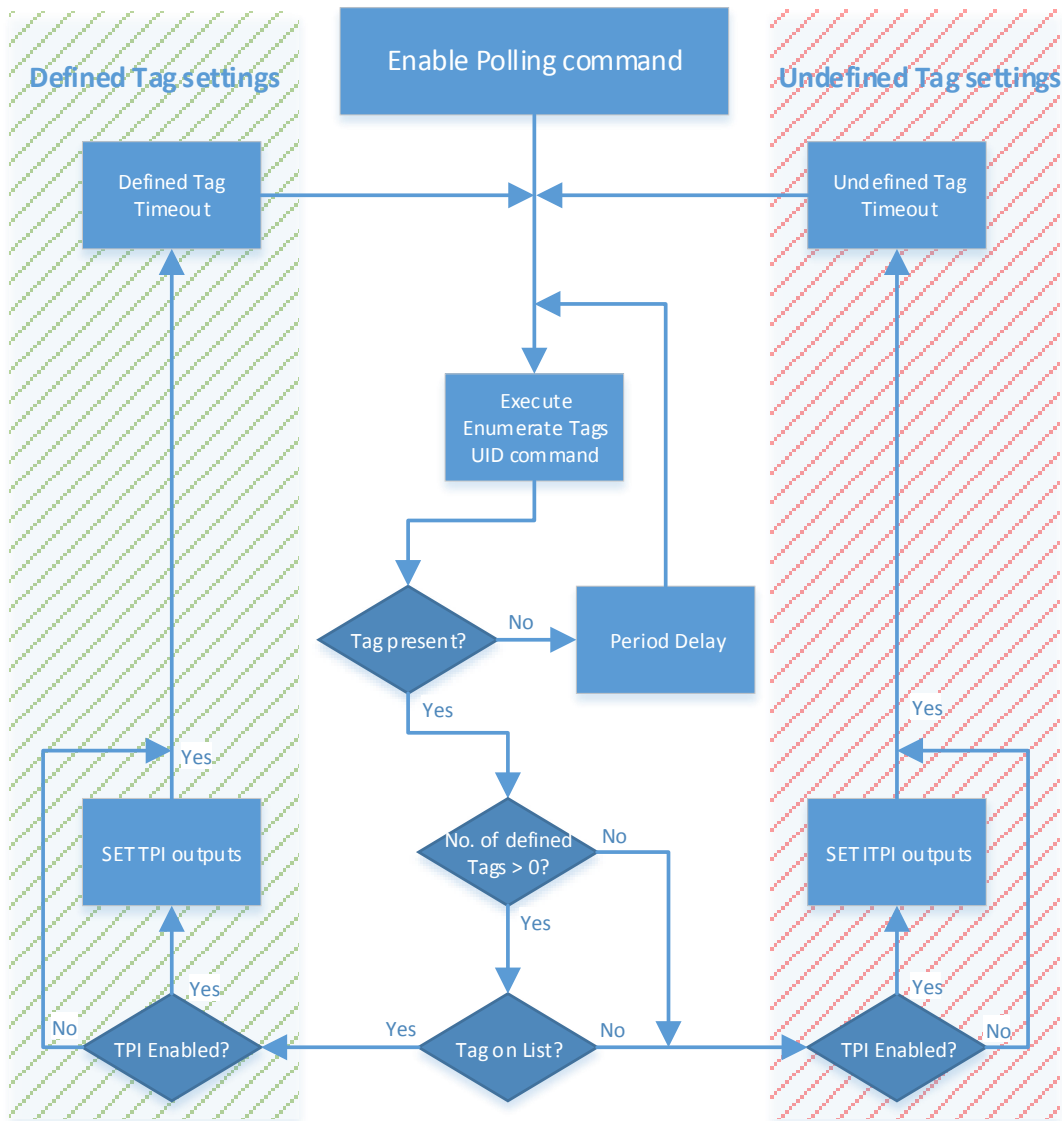 Enable Polling command
Defined Tag settings
Undefined Tag settings
Defined Tag
Timeout
Undefined Tag
Timeout
Execute
Enumerate Tags
UID command
Tag present?
No
Period Delay
Yes
Yes
Yes
SET TPI outputs
No. of defined
Tags > 0?
No
SET ITPI outputs
Yes
Yes
Yes
No
TPI Enabled?
Yes
Tag on List?
No
TPI Enabled?
No